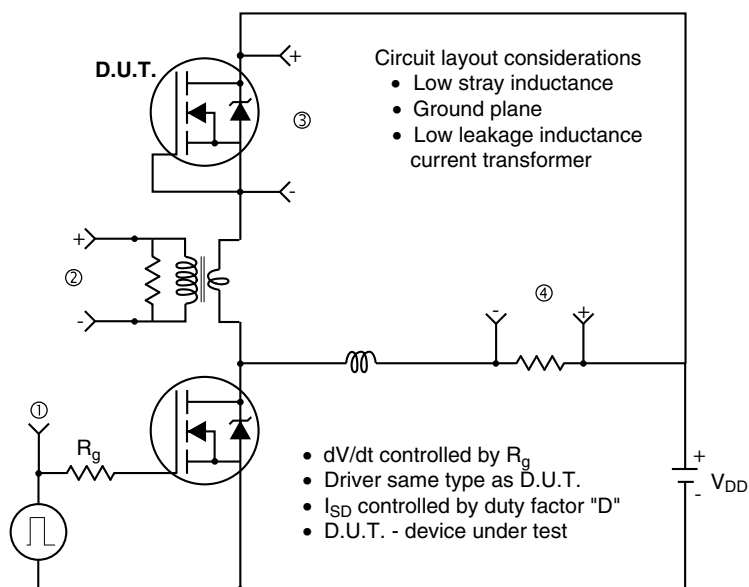 D.U.T.
+
Circuit layout considerations
• Low stray inductance
• Ground plane
• Low leakage inductance
current transformer
③
-
+
②
-
④
-
+
①
Rg
• dV/dt controlled by Rg
• Driver same type as D.U.T.
• ISD controlled by duty factor "D"
• D.U.T. - device under test
+
VDD
-